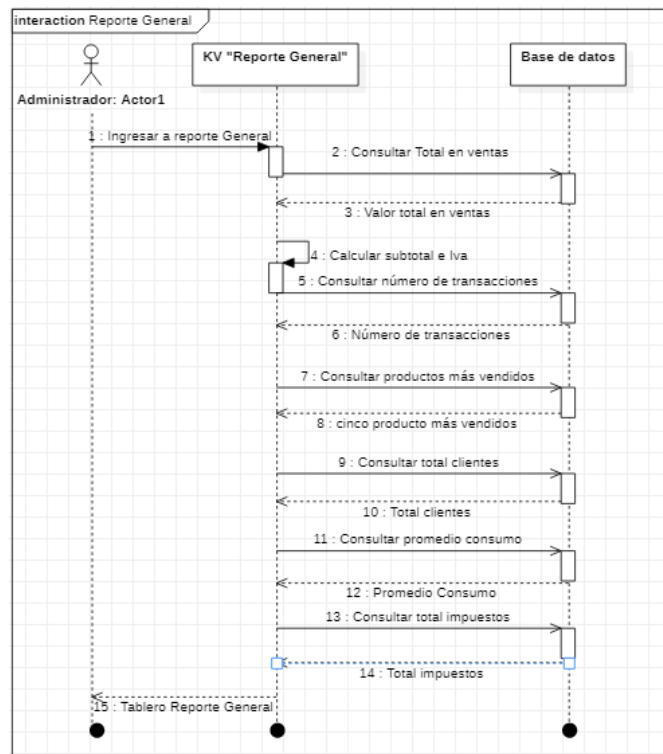 interaction Reporte General
KV "Reporte General"
Base de datos
Administrador: Actor1
1 : Ingresar a reporte General
2 : Consultar Total en ventas
3 : Valor total en ventas
4 : Calcular subtotal e Iva
5 : Consultar número de transacciones
6 : Número de transacciones
7 : Consultar productos más vendidos
8 : cinco producto más vendidos
9 : Consultar total clientes
10 : Total clientes
11 : Consultar promedio consumo
12 : Promedio Consumo
13 : Consultar total impuestos
14 : Total impuestos
15 : Tablero Reporte General